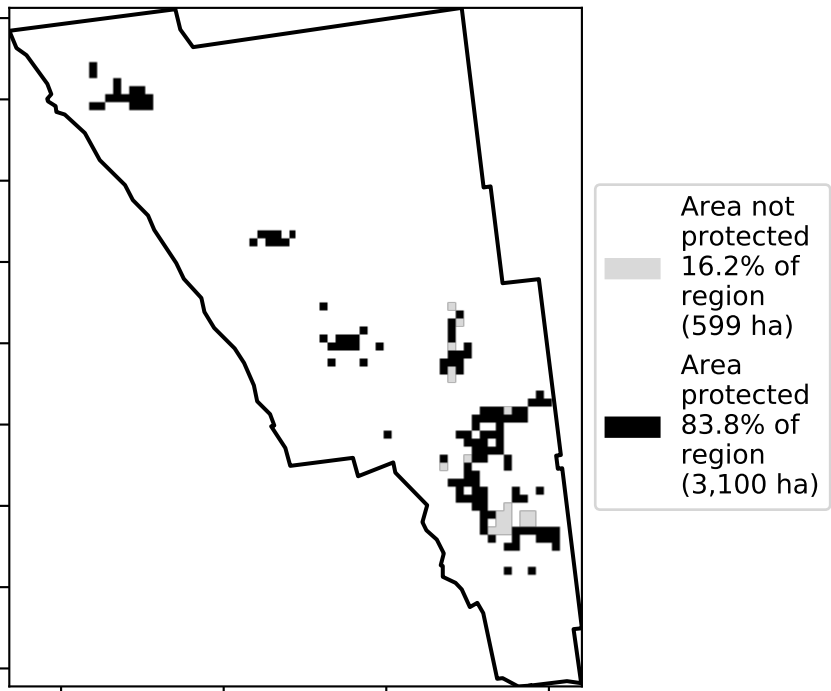 Area not
protected
16.2% of
region
(599 ha)
Area
protected
83.8% of
region
(3,100 ha)